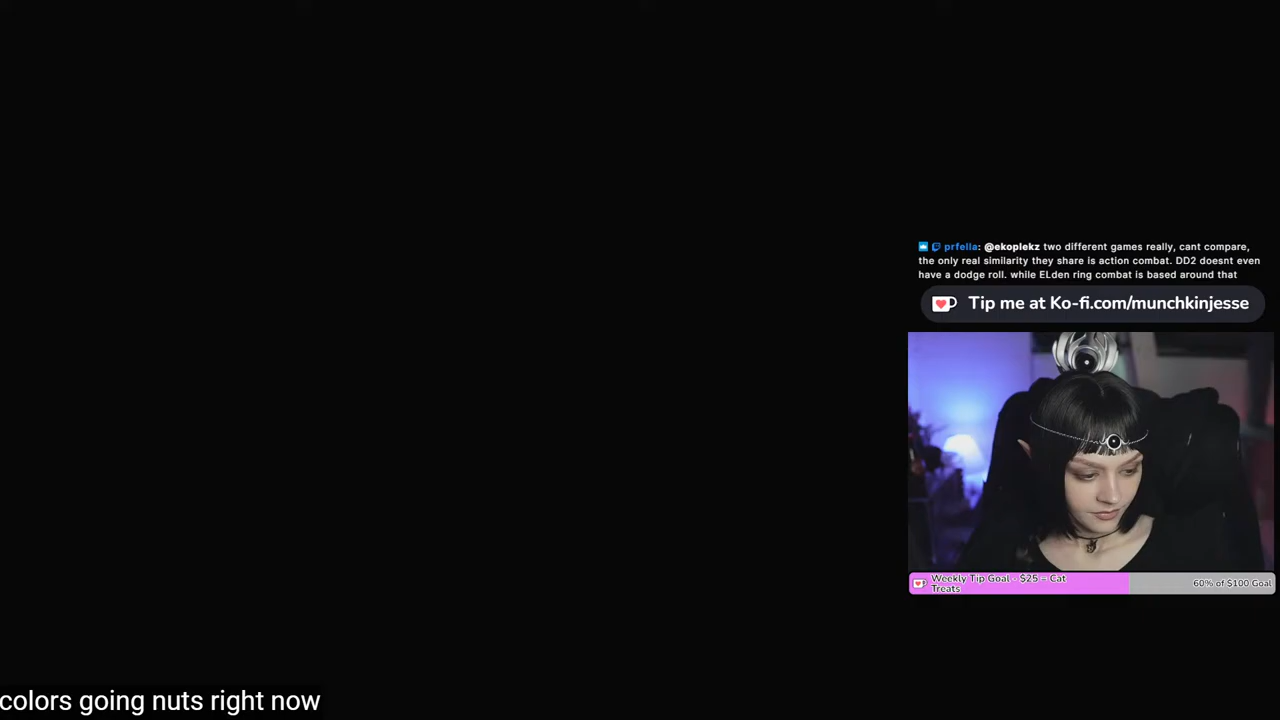 prfella: @ekoplekz two different games really, cant compare,
the only real similarity they share is action combat. DD2 doesnt even
have a dodge roll. while ELden ring combat is based around that
Tip me at Ko-fi.com/munchkinjesse
Weekly Tip Goal - $25 = Cat
Treats
60% of $100 Goal
colors going nuts right now